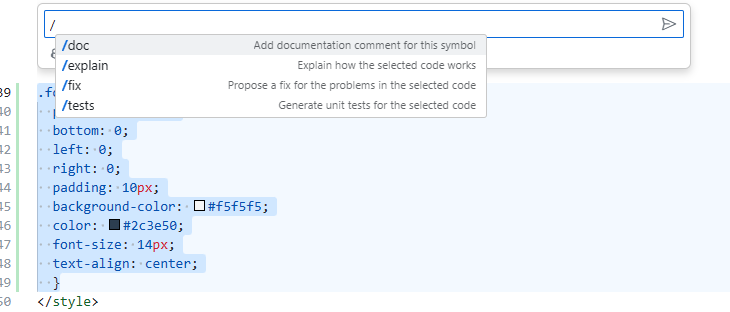 /
/doc Add documentation comment for this symbol
/explain Explain how the selected code works
/fix Propose a fix for the problems in the selected code
/tests Generate unit tests for the selected code
39
40
41 bottom: 0;
42 left: 0;
43 right: 0;
44 padding: 10px;
45 background-color: #f5f5f5;
46 color: #2c3e50;
47 font-size: 14px;
48 text-align: center;
49 }
50 </style>